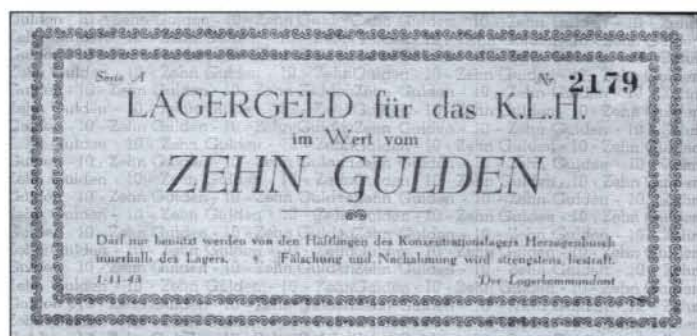 Serie A Nr. 2179
LAGERGELD für das K.L.H.
im Wert vom
ZEHN GULDEN
Darf nur benützt werden von den Häftlingen des Konzentrationslagers Herzogenbusch
innerhalb des Lagers. Fälschung und Nachahmung wird strengstens bestraft.
1-11-43 Der Lagerkommandant